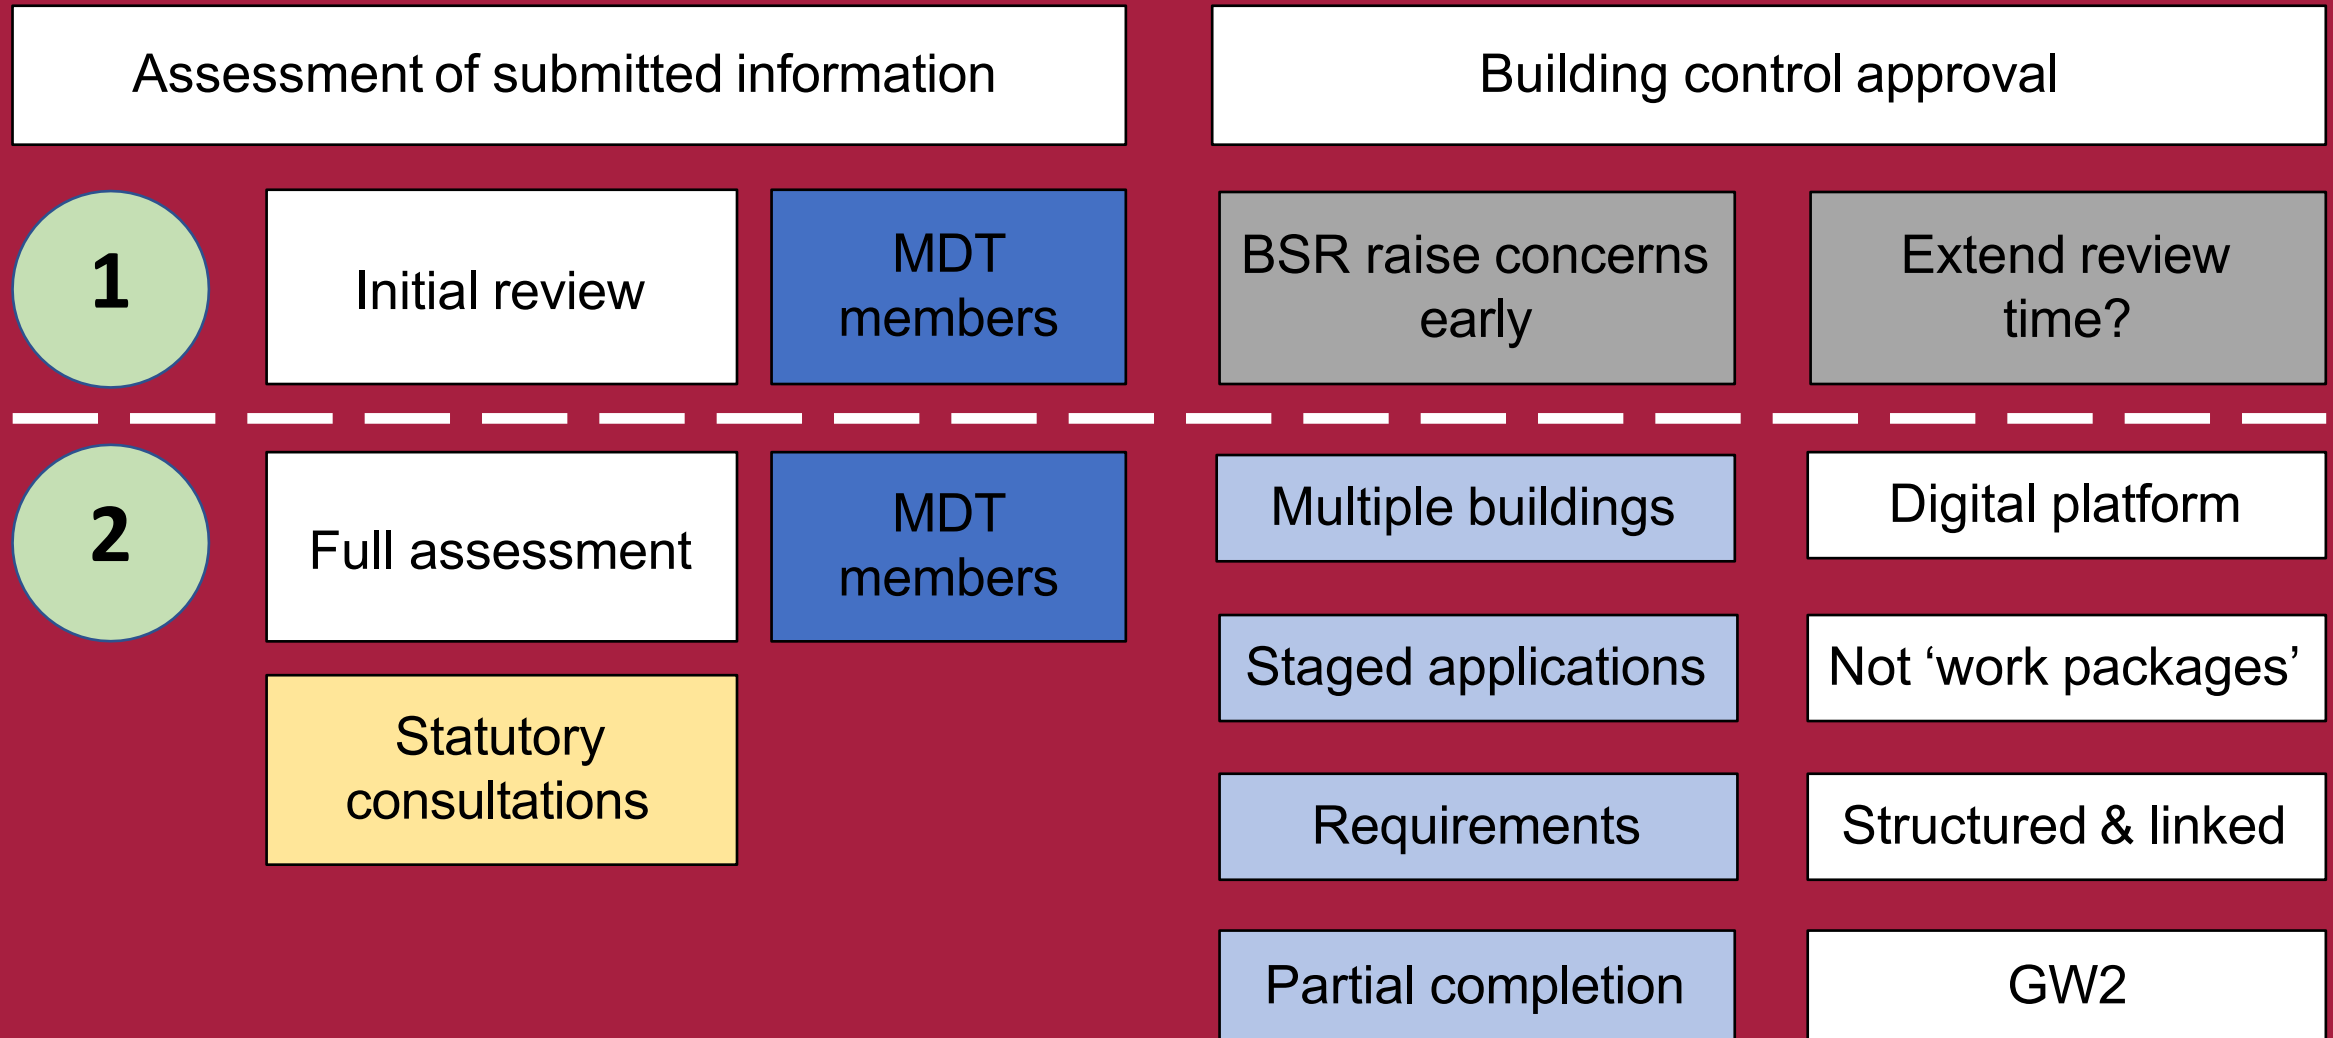 Assessment of submitted information
Building control approval
1
Initial review
MDT
members
BSR raise concerns
early
Extend review
time?
2
Full assessment
MDT
members
Multiple buildings
Digital platform
Staged applications
Not ‘work packages’
Statutory
consultations
Requirements
Structured & linked
Partial completion
GW2